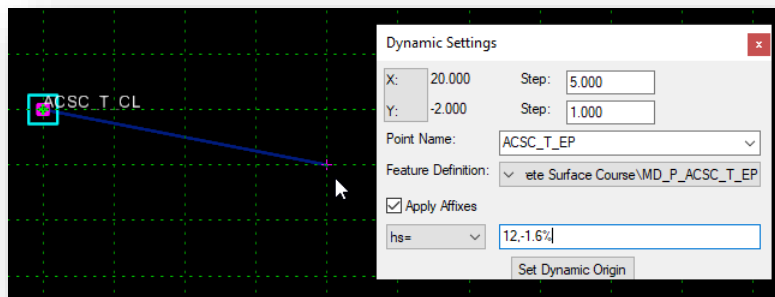 ACSC_T_CL
Dynamic Settings
x
X: 20.000 Step: 5.000
Y: -2.000 Step: 1.000
Point Name: ACSC_T_EP
Feature Definition: ete Surface Course\MD_P_ACSC_T_EP
Apply Affixes
hs= 12,-1.6%
Set Dynamic Origin